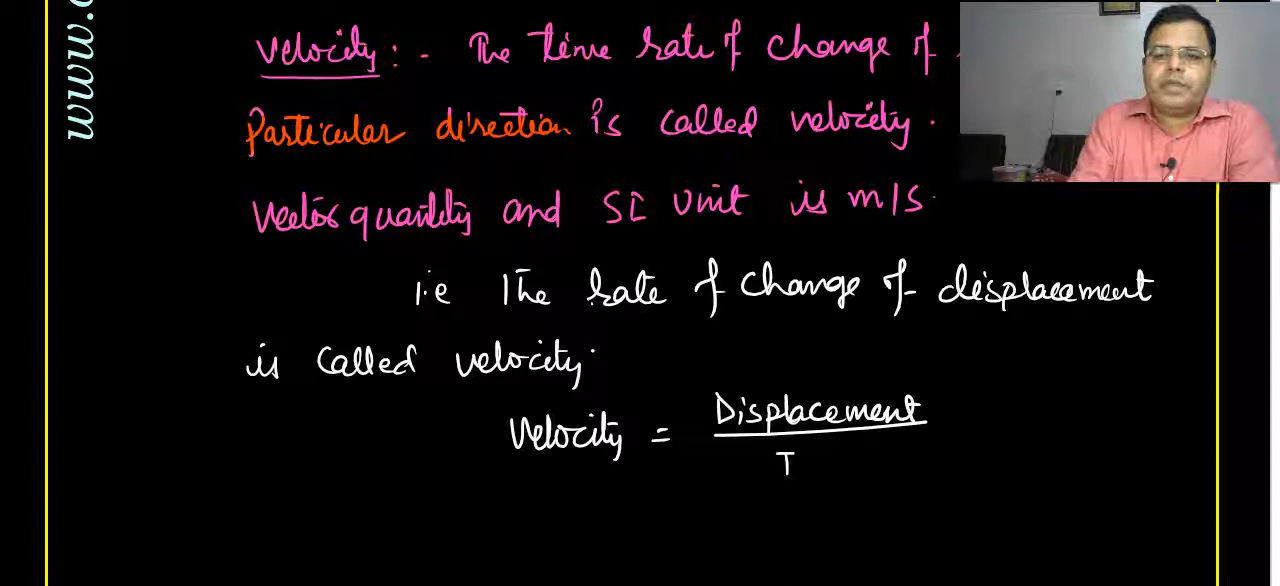 www.
Velocity :- The time rate of change of
Particular direction is called velocity.
Vector quantity and SI unit is m/s.
i.e The rate of change of displacement
is called velocity.
Velocity = Displacement
T